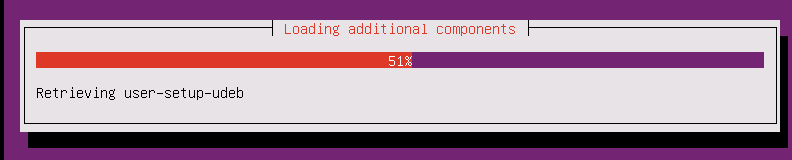 Loading additional components
51%
Retrieving user-setup-udeb